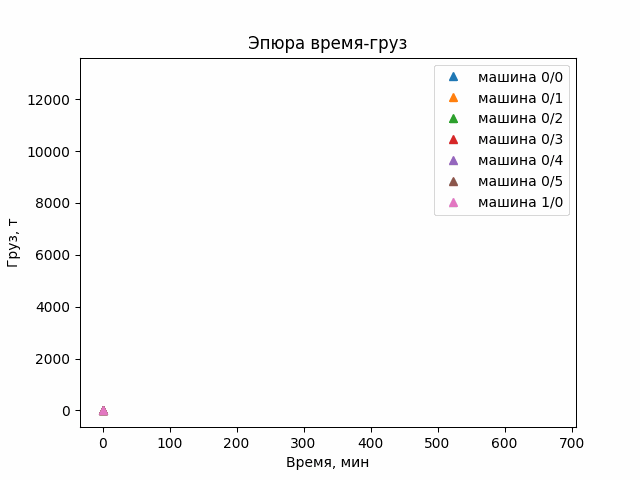 Эпюра время-груз
машина 0/0
машина 0/1
машина 0/2
машина 0/3
машина 0/4
машина 0/5
машина 1/0
Груз, т
12000
10000
8000
6000
4000
2000
0
0 100 200 300 400 500 600 700
Время, мин